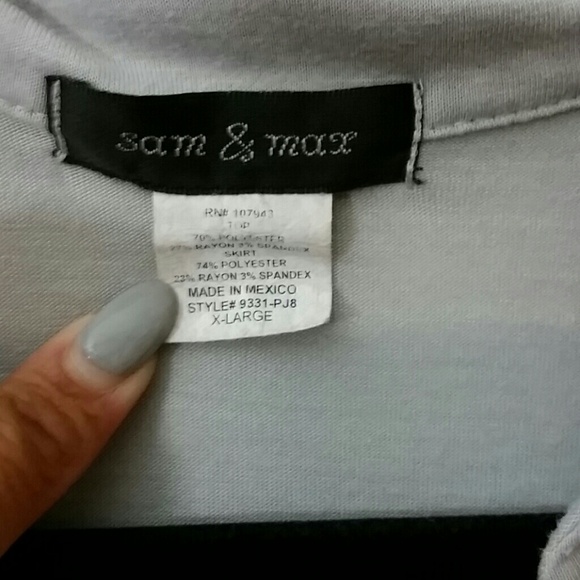 sam & max
RN# 107943
TOP
70% POLYESTER
27% RAYON 3% SPANDEX
SKIRT
74% POLYESTER
23% RAYON 3% SPANDEX
MADE IN MEXICO
STYLE# 9331-PJ8
X-LARGE